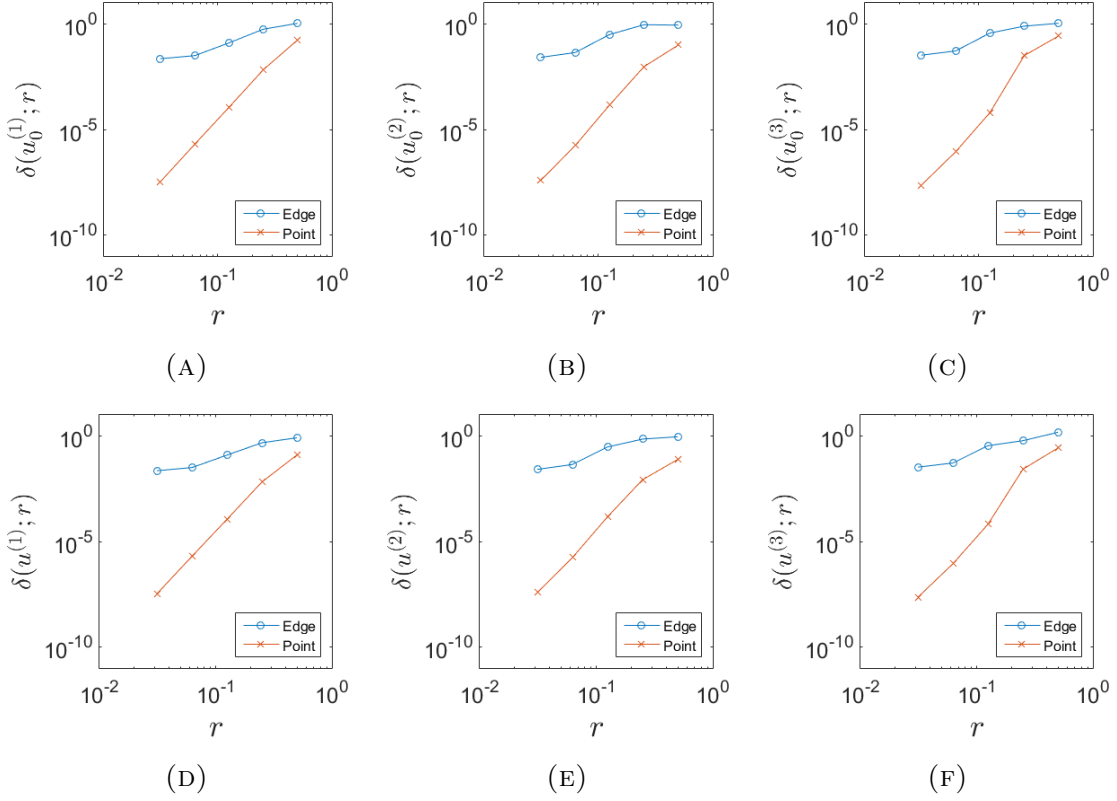 10^0
10^-5
10^-10
δ(u_0^(1); r)
Edge
Point
10^-2
10^-1
10^0
r
(A)
10^0
10^-5
10^-10
δ(u_0^(2); r)
Edge
Point
10^-2
10^-1
10^0
r
(B)
10^0
10^-5
10^-10
δ(u_0^(3); r)
Edge
Point
10^-2
10^-1
10^0
r
(C)
10^0
10^-5
10^-10
δ(u^(1); r)
Edge
Point
10^-2
10^-1
10^0
r
(D)
10^0
10^-5
10^-10
δ(u^(2); r)
Edge
Point
10^-2
10^-1
10^0
r
(E)
10^0
10^-5
10^-10
δ(u^(3); r)
Edge
Point
10^-2
10^-1
10^0
r
(F)